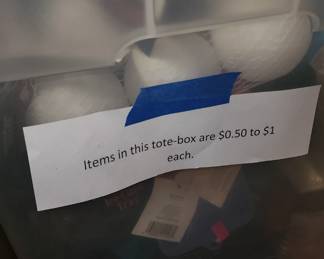 Items in this tote-box are $0.50 to $1
each.